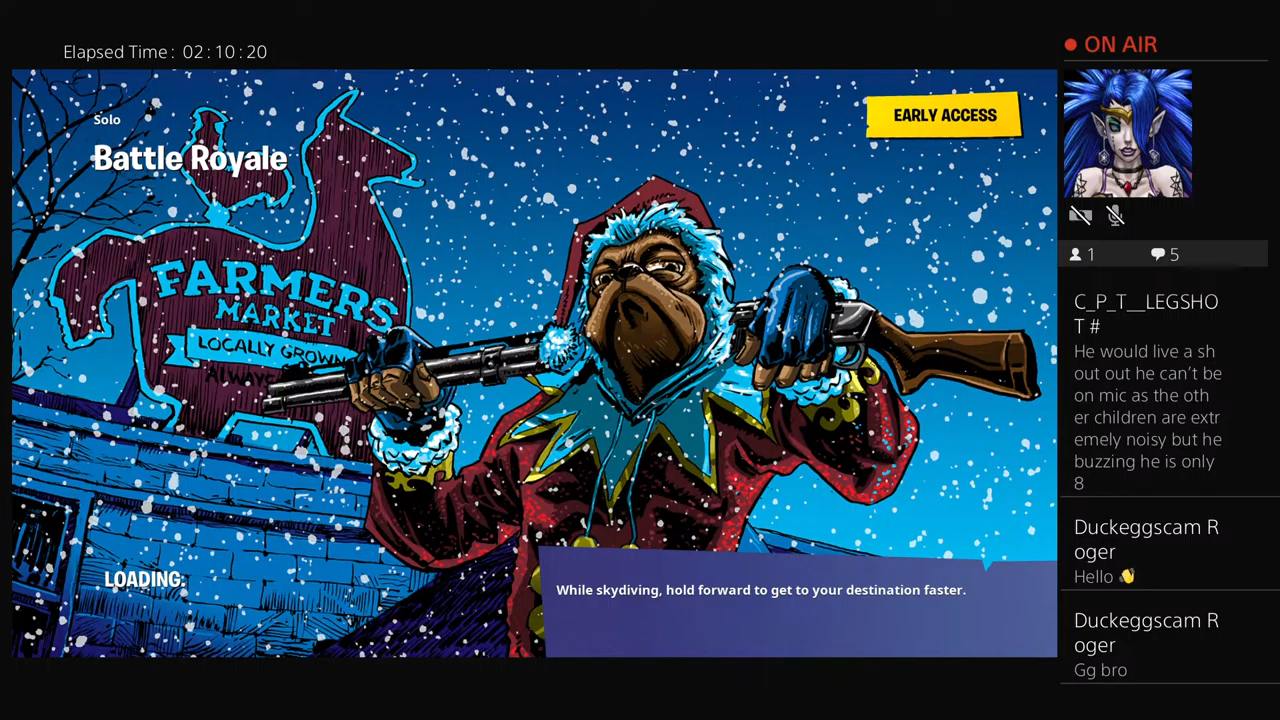 Elapsed Time: 02:10:20
ON AIR
Solo
Battle Royale
EARLY ACCESS
FARMERS
MARKET
LOCALLY GROWN
ALWAYS
LOADING.
While skydiving, hold forward to get to your destination faster.
1
5
C_P_T__LEGSHO
T #
He would live a sh
out out he can’t be
on mic as the oth
er children are extr
emely noisy but he
buzzing he is only
8
Duckeggscam R
oger
Hello 👋
Duckeggscam R
oger
Gg bro